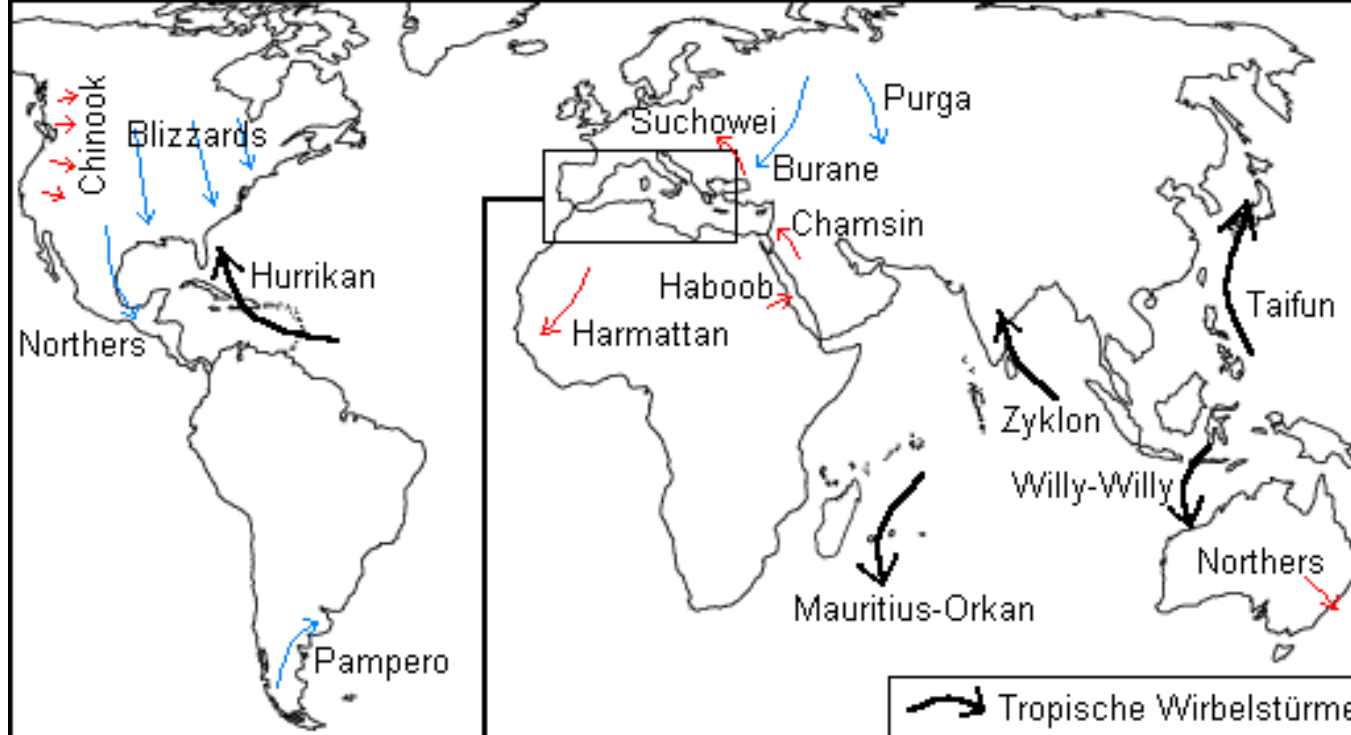 Chinook
Blizzards
Suchowei
Purga
Burane
Chamsin
Hurrikan
Haboob
Northers
Harmattan
Taifun
Zyklon
Willy-Willy
Northers
Mauritius-Orkan
Pampero
Tropische Wirbelstürme